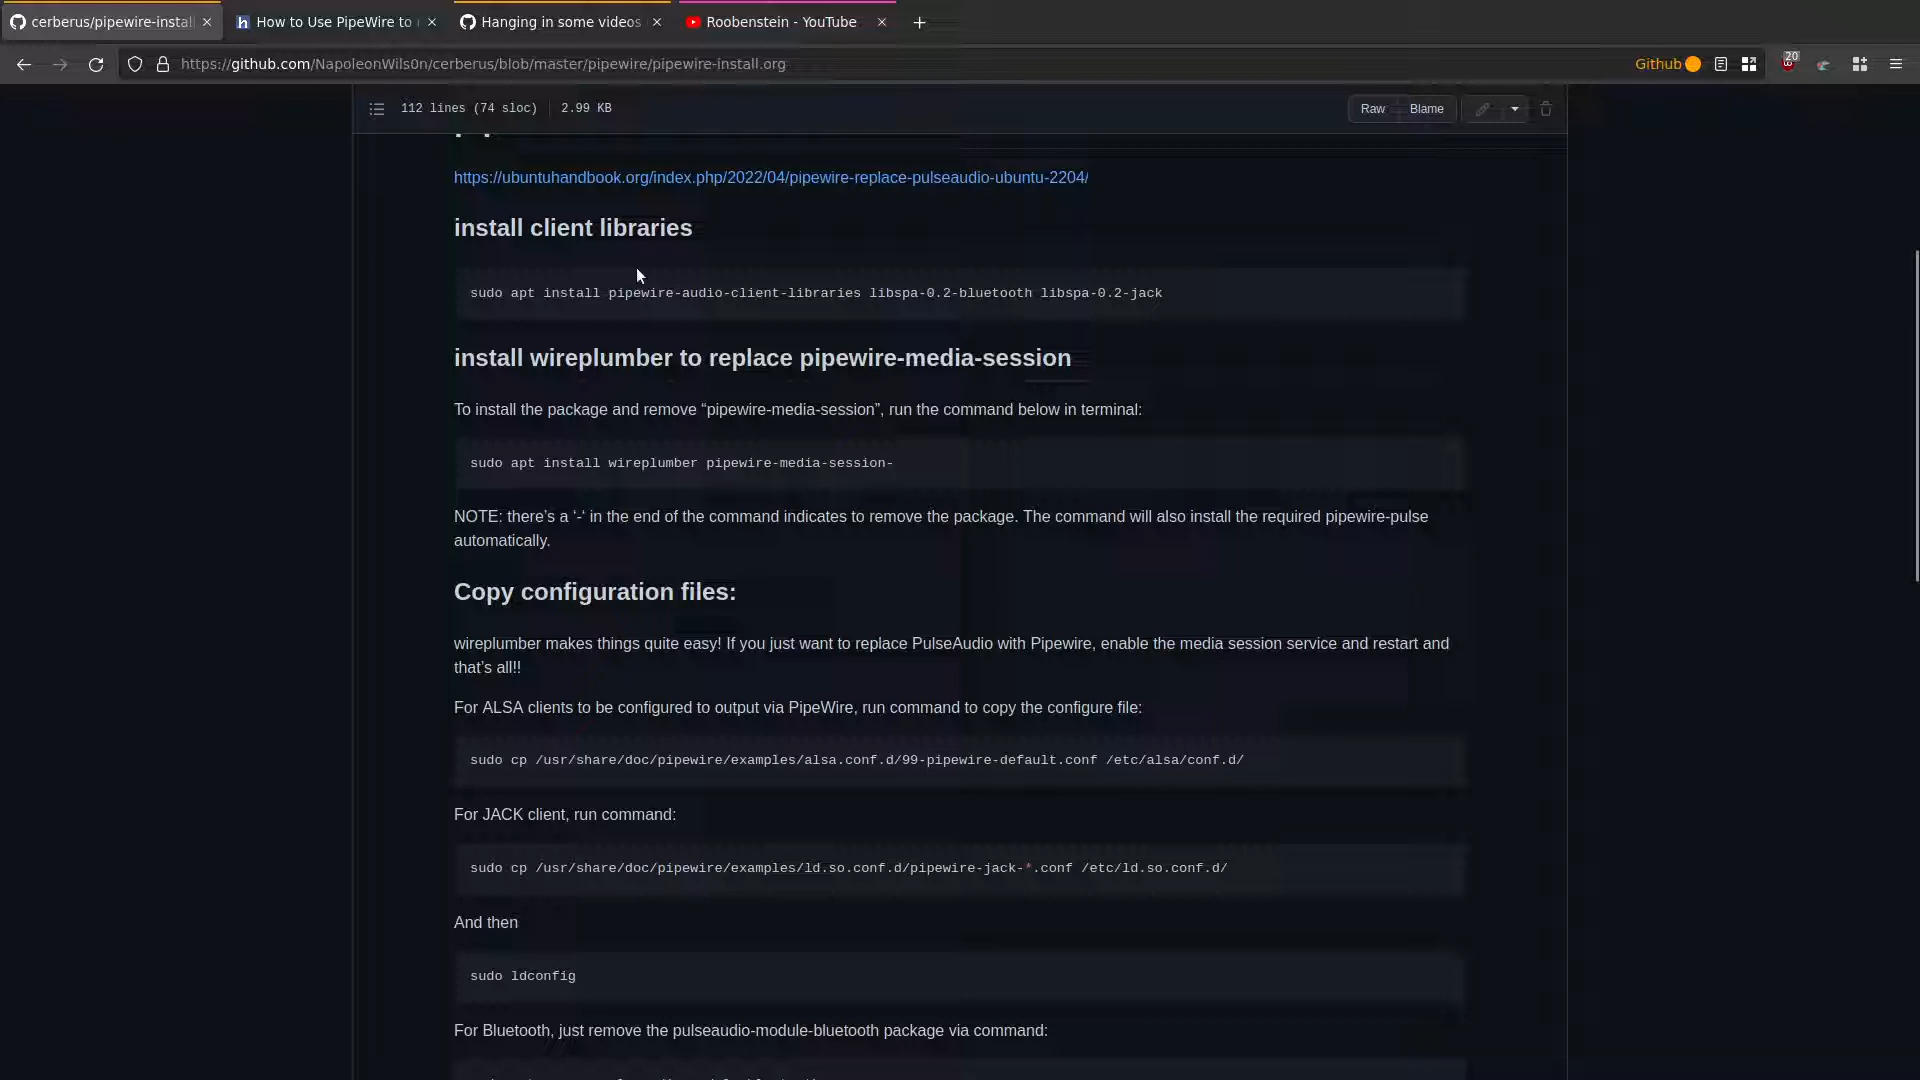 cerberus/pipewire-instal
How to Use PipeWire to
Hanging in some videos
Roobenstein - YouTube
https://github.com/NapoleonWils0n/cerberus/blob/master/pipewire/pipewire-install.org
Github
20
112 lines (74 sloc)
2.99 KB
Raw
Blame
https://ubuntuhandbook.org/index.php/2022/04/pipewire-replace-pulseaudio-ubuntu-2204/
install client libraries
sudo apt install pipewire-audio-client-libraries libspa-0.2-bluetooth libspa-0.2-jack
install wireplumber to replace pipewire-media-session
To install the package and remove “pipewire-media-session”, run the command below in terminal:
sudo apt install wireplumber pipewire-media-session-
NOTE: there’s a ‘-‘ in the end of the command indicates to remove the package. The command will also install the required pipewire-pulse
automatically.
Copy configuration files:
wireplumber makes things quite easy! If you just want to replace PulseAudio with Pipewire, enable the media session service and restart and
that’s all!!
For ALSA clients to be configured to output via PipeWire, run command to copy the configure file:
sudo cp /usr/share/doc/pipewire/examples/alsa.conf.d/99-pipewire-default.conf /etc/alsa/conf.d/
For JACK client, run command:
sudo cp /usr/share/doc/pipewire/examples/ld.so.conf.d/pipewire-jack-*.conf /etc/ld.so.conf.d/
And then
sudo ldconfig
For Bluetooth, just remove the pulseaudio-module-bluetooth package via command: